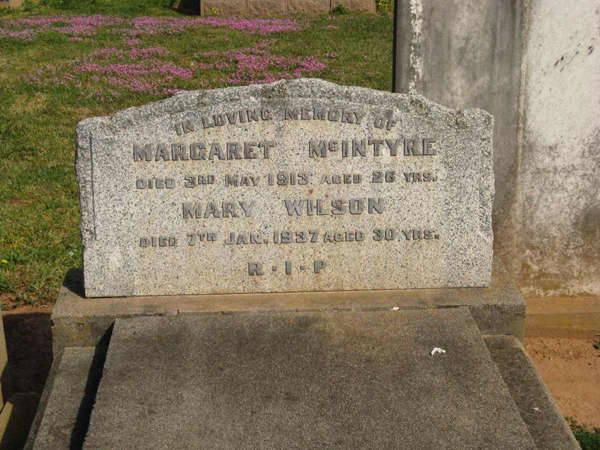 IN LOVING MEMORY OF
MARGARET McINTYRE
DIED 3RD MAY 1913 AGED 26 YRS.
MARY WILSON
DIED 7TH JAN. 1937 AGED 30 YRS.
R·I·P